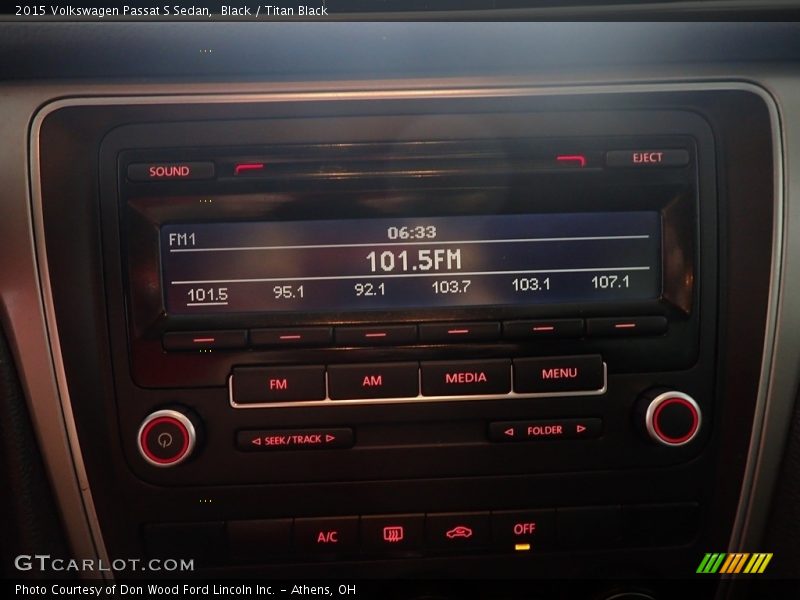 2015 Volkswagen Passat S Sedan,  Black / Titan Black
SOUND
EJECT
FM1 06:33
101.5FM
101.5 95.1 92.1 103.7 103.1 107.1
FM AM MEDIA MENU
SEEK/TRACK FOLDER
A/C OFF
GTCARLOT.COM
Photo Courtesy of Don Wood Ford Lincoln Inc. - Athens, OH